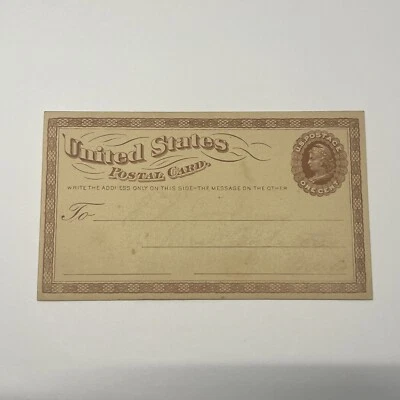 United States
POSTAL CARD.
WRITE THE ADDRESS ONLY ON THIS SIDE-THE MESSAGE ON THE OTHER
To
U.S. POSTAGE
ONE CENT